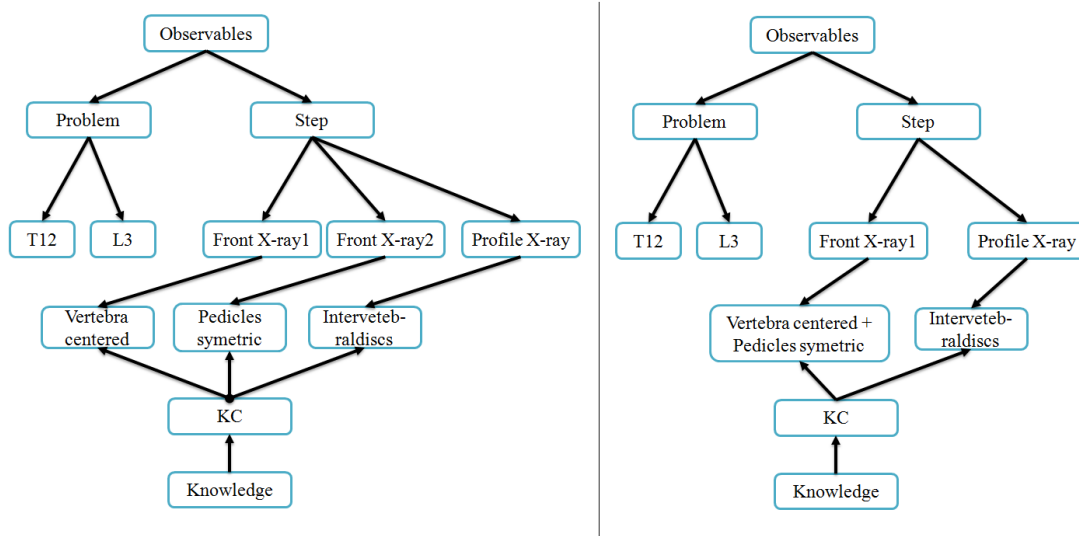 Observables
Problem
Step
T12
L3
Front X-ray1
Front X-ray2
Profile X-ray
Vertebra
centered
Pedicles
symetric
Interveteb-
raldiscs
KC
Knowledge
Observables
Problem
Step
T12
L3
Front X-ray1
Profile X-ray
Vertebra centered +
Pedicles symetric
Interveteb-
raldiscs
KC
Knowledge